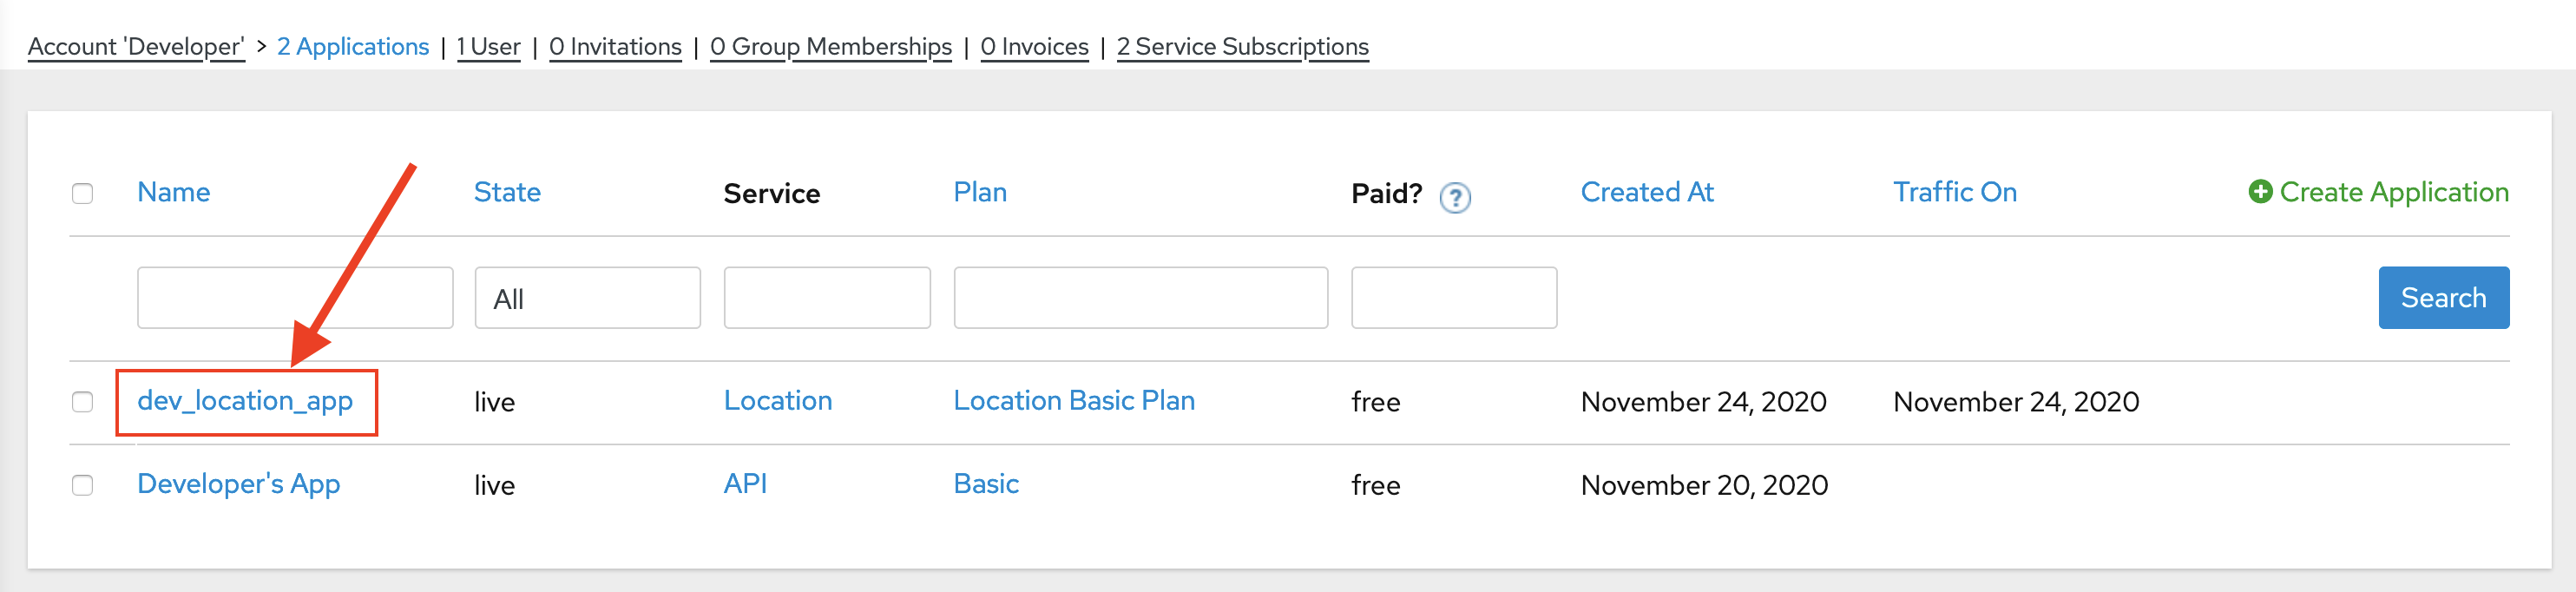 Account 'Developer' > 2 Applications | 1 User | 0 Invitations | 0 Group Memberships | 0 Invoices | 2 Service Subscriptions
Name State Service Plan Paid? ? Created At Traffic On Create Application
All Search
dev_location_app live Location Location Basic Plan free November 24, 2020 November 24, 2020
Developer's App live API Basic free November 20, 2020